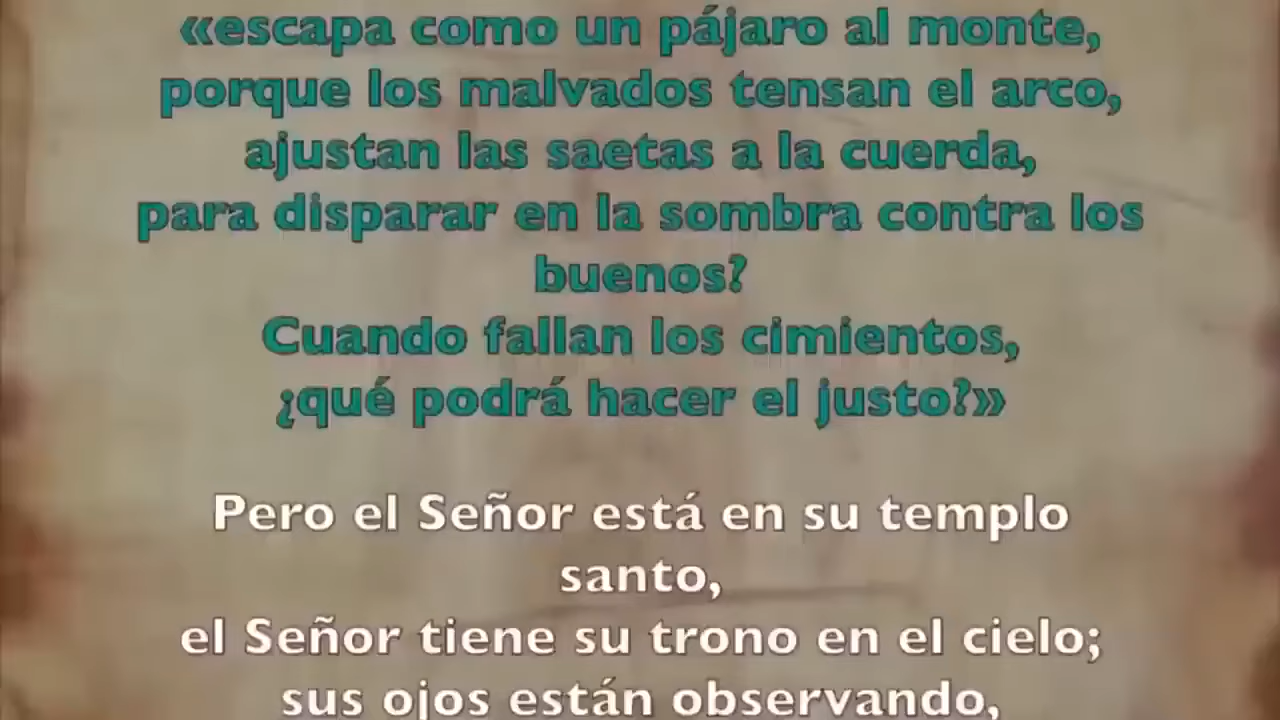 «escapa como un pájaro al monte,
porque los malvados tensan el arco,
ajustan las saetas a la cuerda,
para disparar en la sombra contra los
buenos?
Cuando fallan los cimientos,
¿qué podrá hacer el justo?»
Pero el Señor está en su templo
santo,
el Señor tiene su trono en el cielo;
sus ojos están observando,